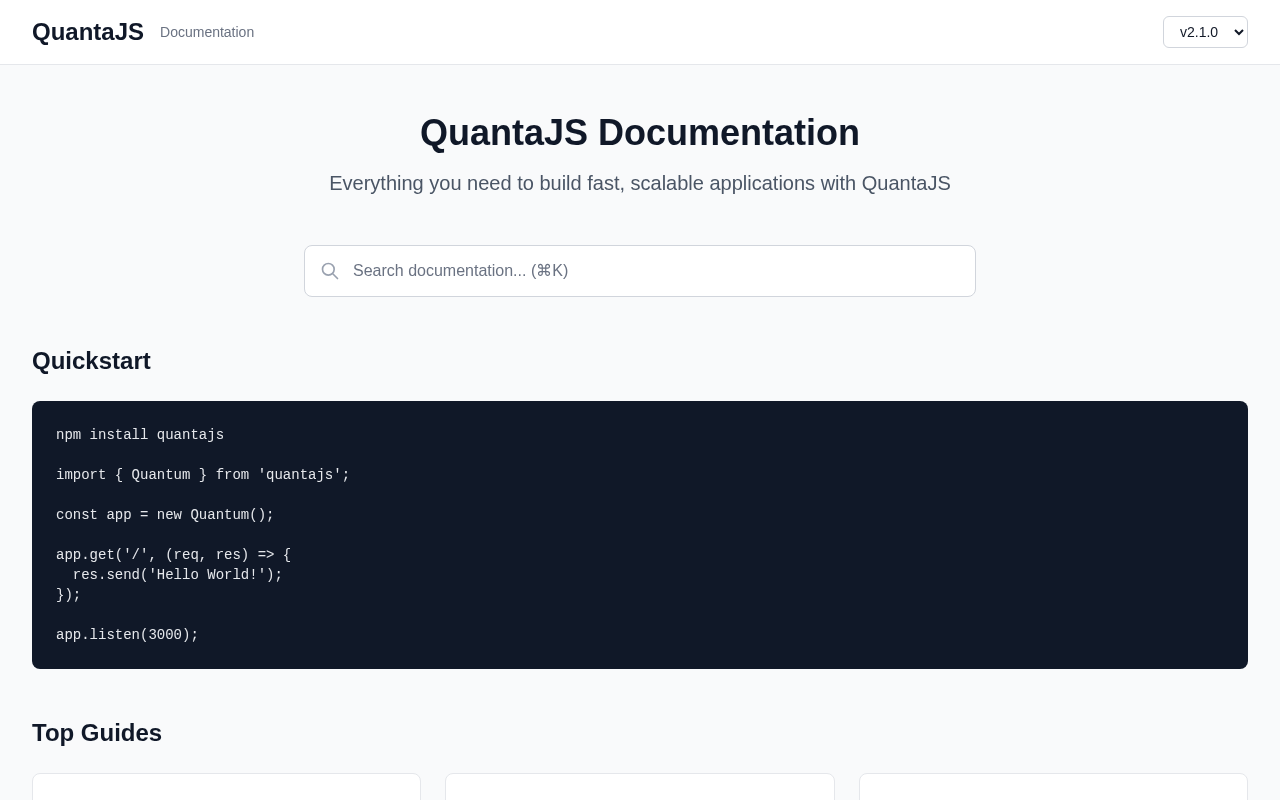 QuantaJS
Documentation
v2.1.0
QuantaJS Documentation
Everything you need to build fast, scalable applications with QuantaJS
Search documentation... (⌘K)
Quickstart
npm install quantajs
import { Quantum } from 'quantajs';
const app = new Quantum();
app.get('/', (req, res) => {
  res.send('Hello World!');
});
app.listen(3000);
Top Guides